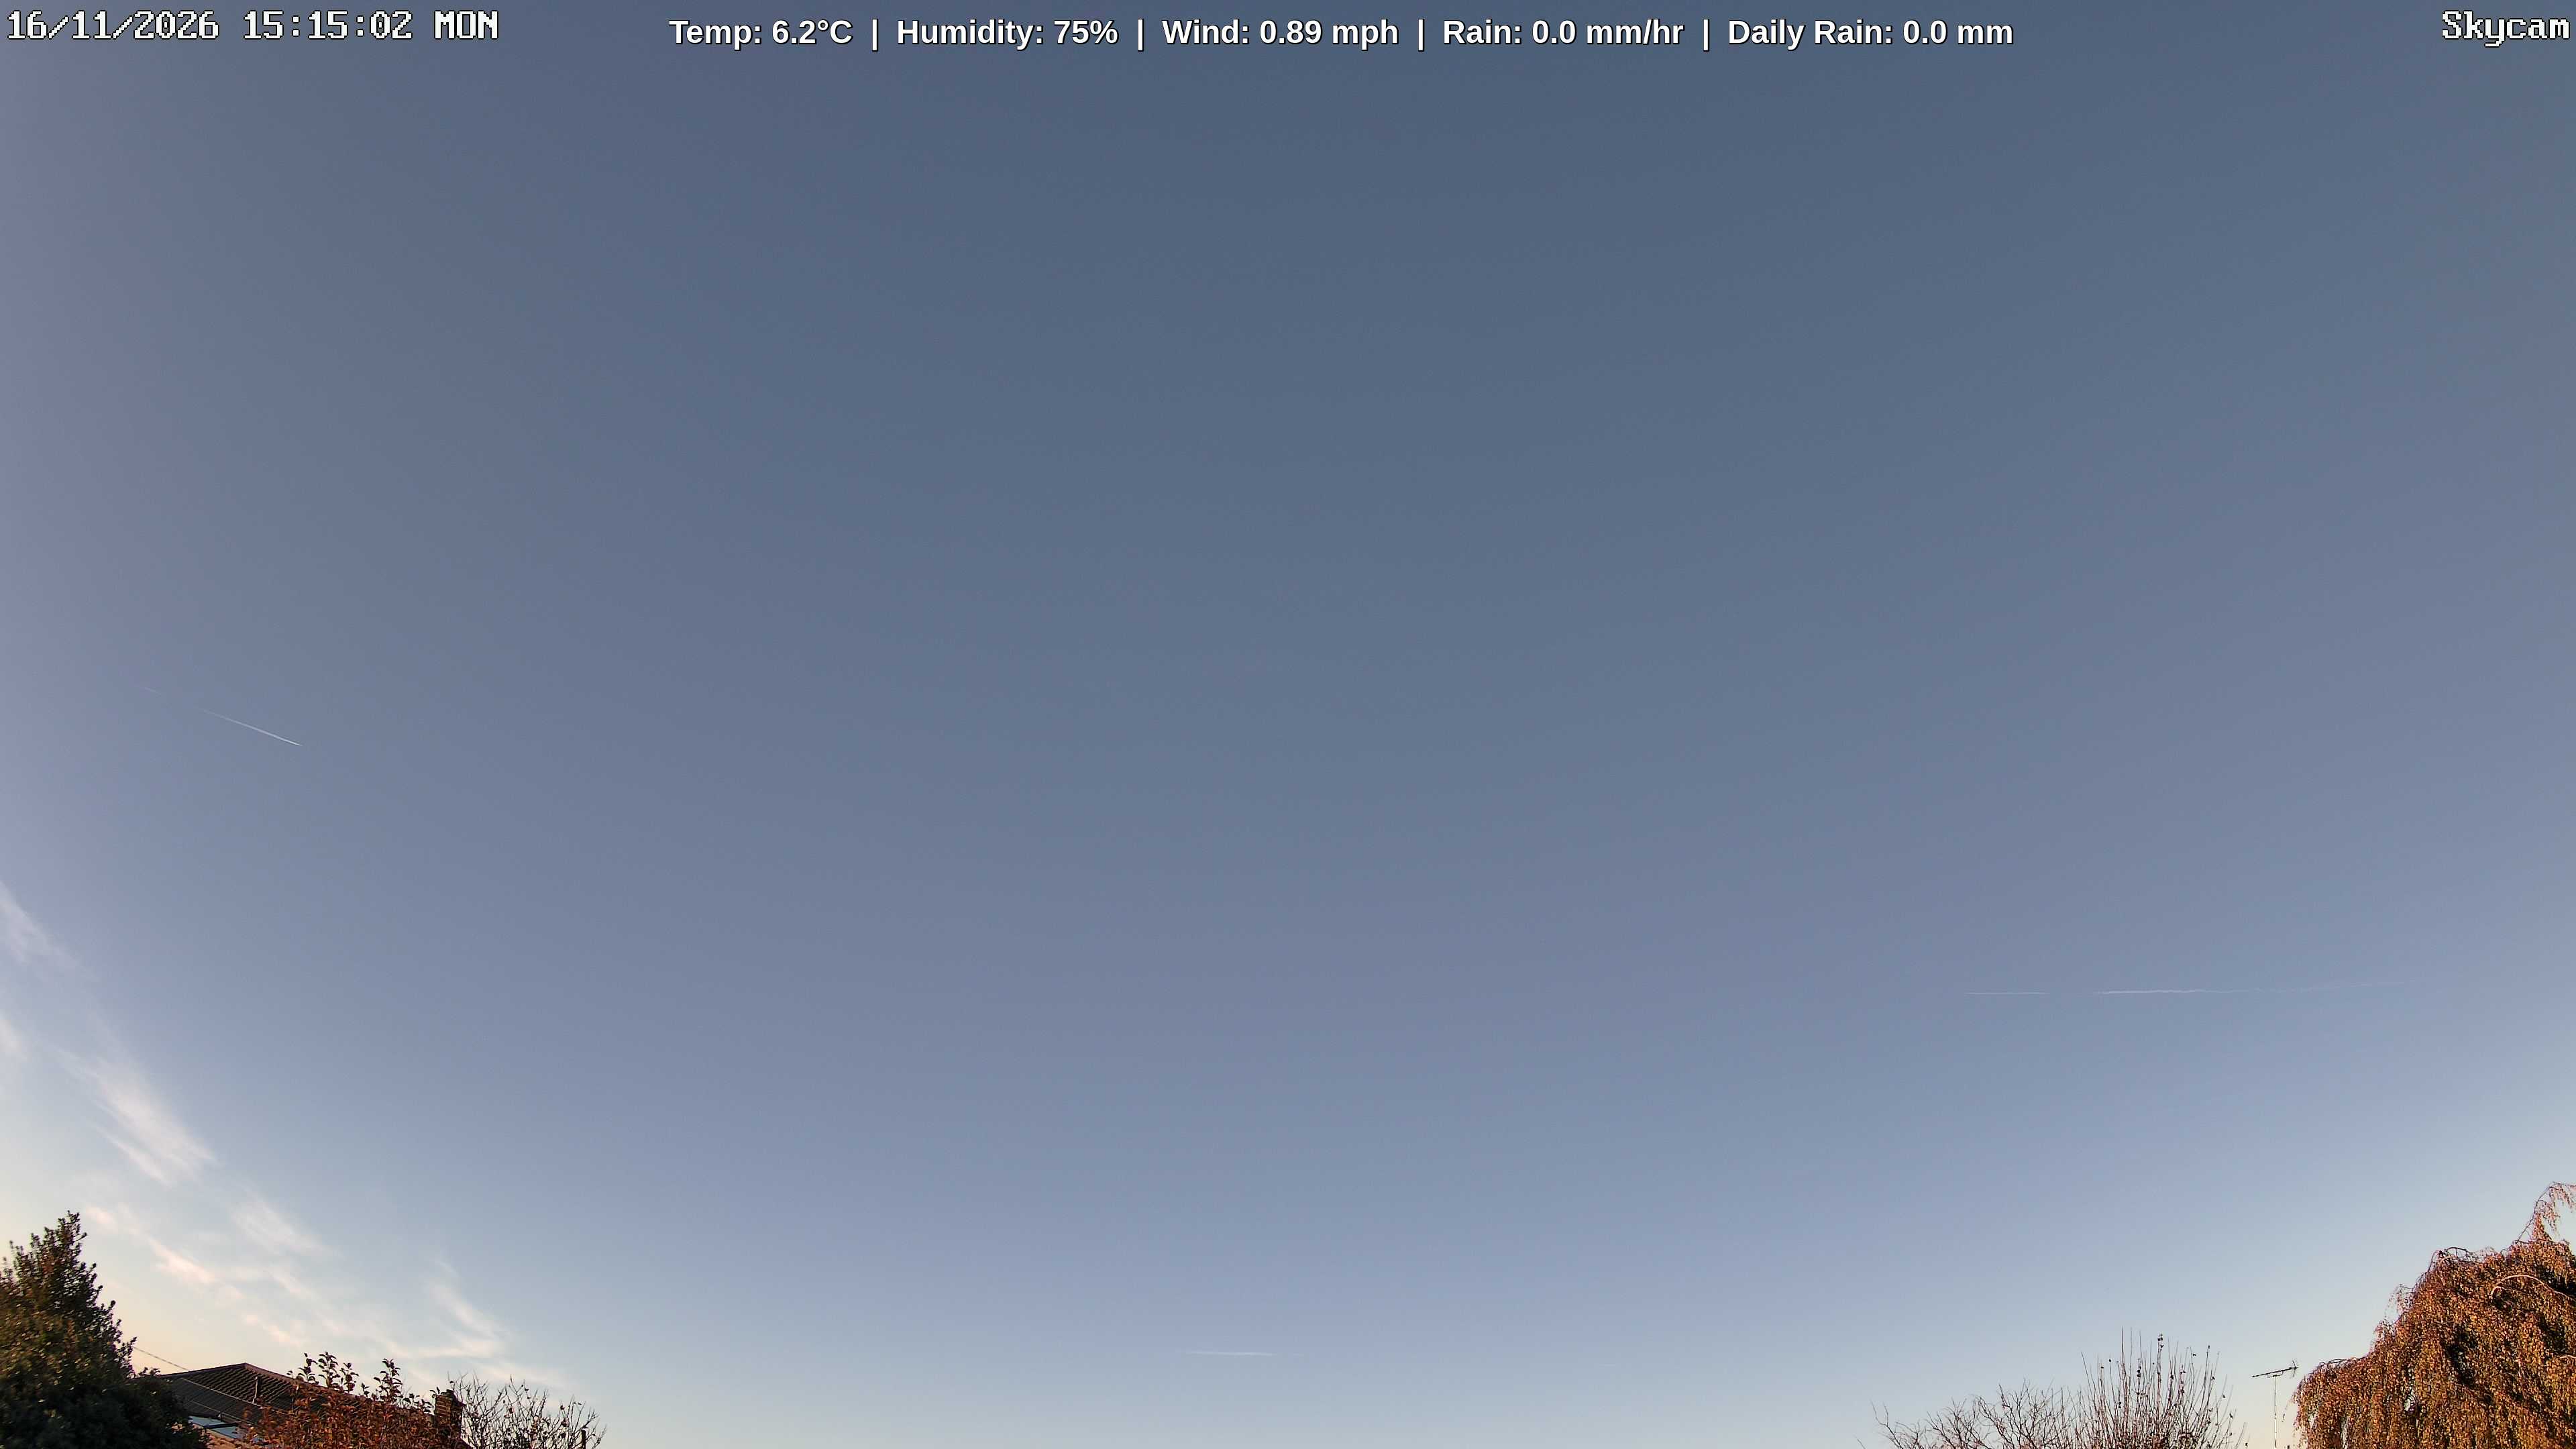 16/11/2026 15:15:02 MON
Temp: 6.2°C | Humidity: 75% | Wind: 0.89 mph | Rain: 0.0 mm/hr | Daily Rain: 0.0 mm
Skycam